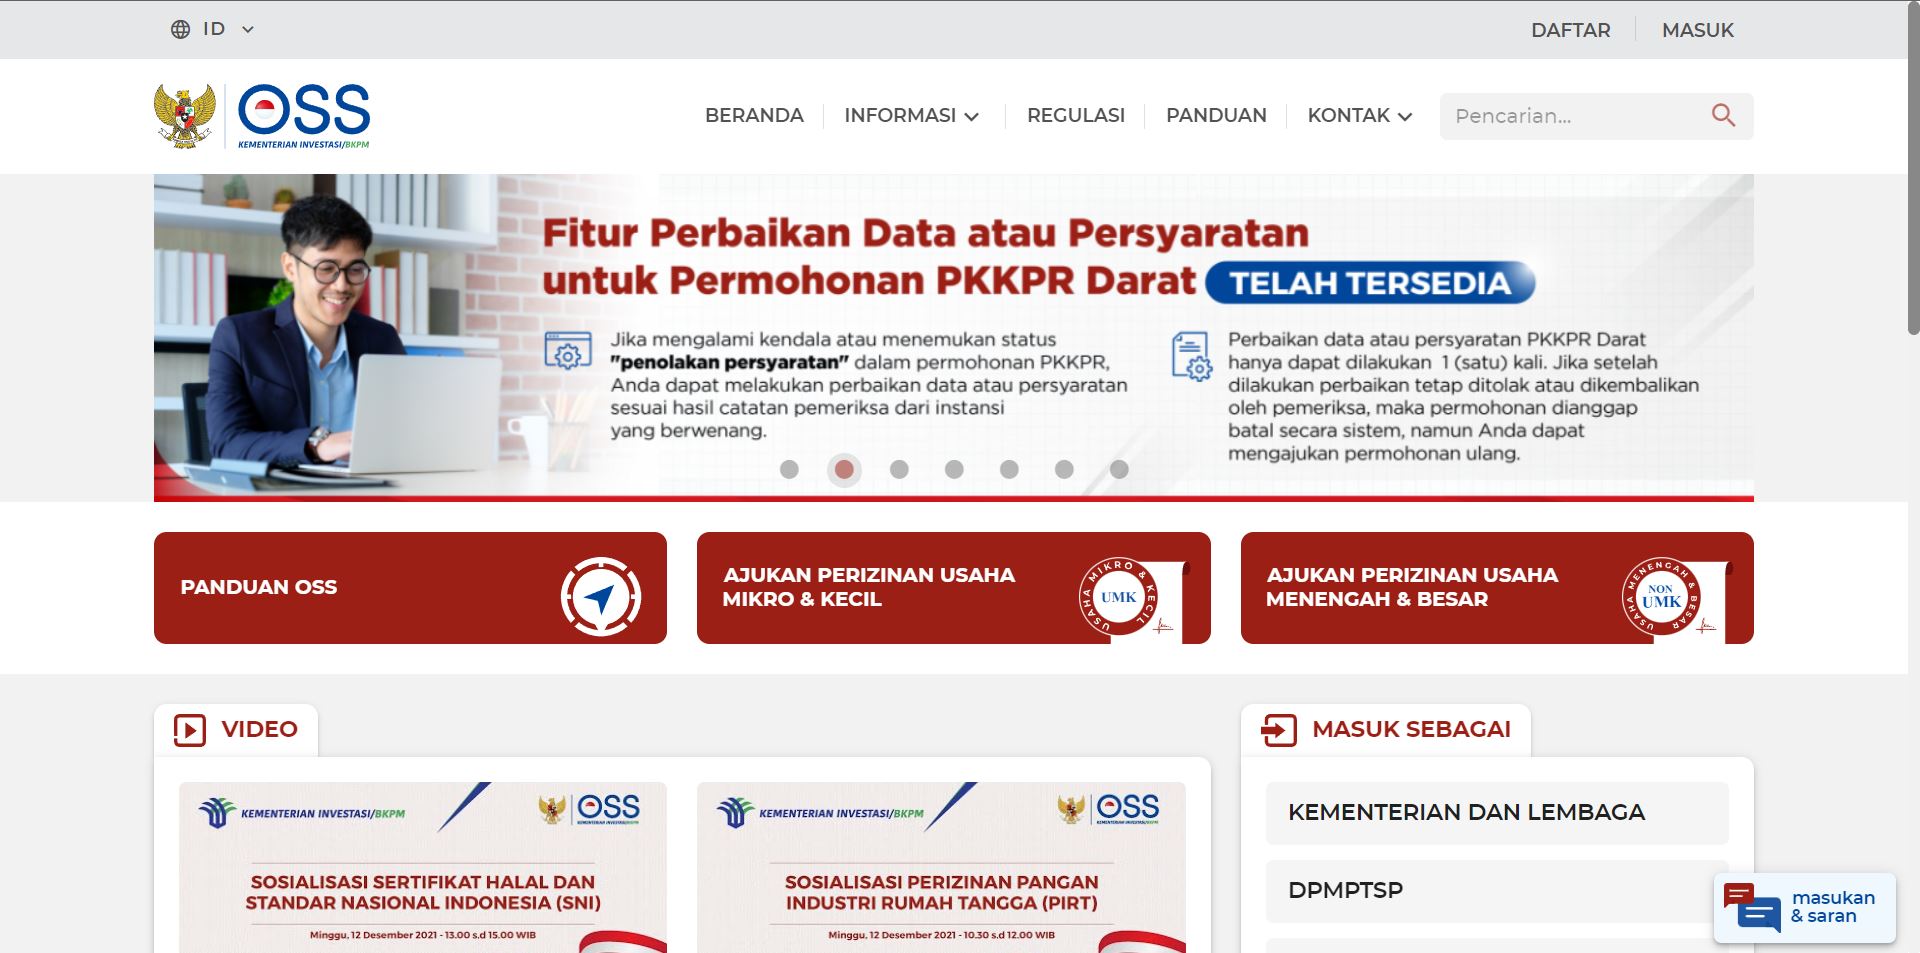 ID
DAFTAR
MASUK
OSS
KEMENTERIAN INVESTASI/BKPM
BERANDA
INFORMASI
REGULASI
PANDUAN
KONTAK
Pencarian...
Fitur Perbaikan Data atau Persyaratan
untuk Permohonan PKKPR Darat TELAH TERSEDIA
Jika mengalami kendala atau menemukan status
"penolakan persyaratan" dalam permohonan PKKPR,
Anda dapat melakukan perbaikan data atau persyaratan
sesuai hasil catatan pemeriksa dari instansi
yang berwenang.
Perbaikan data atau persyaratan PKKPR Darat
hanya dapat dilakukan 1 (satu) kali. Jika setelah
dilakukan perbaikan tetap ditolak atau dikembalikan
oleh pemeriksa, maka permohonan dianggap
batal secara sistem, namun Anda dapat
mengajukan permohonan ulang.
PANDUAN OSS
AJUKAN PERIZINAN USAHA
MIKRO & KECIL
USAHA MIKRO & KECIL
UMK
AJUKAN PERIZINAN USAHA
MENENGAH & BESAR
USAHA MENENGAH & BESAR
NON
UMK
VIDEO
KEMENTERIAN INVESTASI/BKPM
OSS
KEMENTERIAN INVESTASI/BKPM
SOSIALISASI SERTIFIKAT HALAL DAN
STANDAR NASIONAL INDONESIA (SNI)
Minggu, 12 Desember 2021 - 13.00 s.d 15.00 WIB
KEMENTERIAN INVESTASI/BKPM
OSS
KEMENTERIAN INVESTASI/BKPM
SOSIALISASI PERIZINAN PANGAN
INDUSTRI RUMAH TANGGA (PIRT)
Minggu, 12 Desember 2021 - 10.30 s.d 12.00 WIB
MASUK SEBAGAI
KEMENTERIAN DAN LEMBAGA
DPMPTSP
masukan
& saran